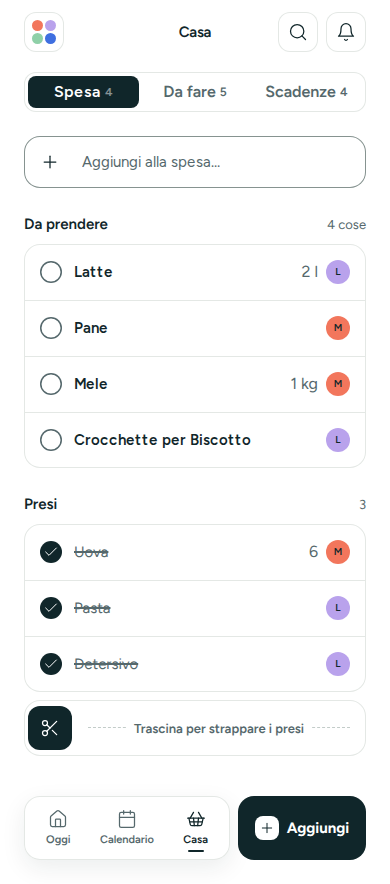 Casa
Spesa 4
Da fare 5
Scadenze 4
Aggiungi alla spesa...
Da prendere
4 cose
Latte
2 l
L
Pane
M
Mele
1 kg
M
Crocchette per Biscotto
L
Presi
3
Uova
6
M
Pasta
L
Detersivo
L
Trascina per strappare i presi
Oggi
Calendario
Casa
Aggiungi